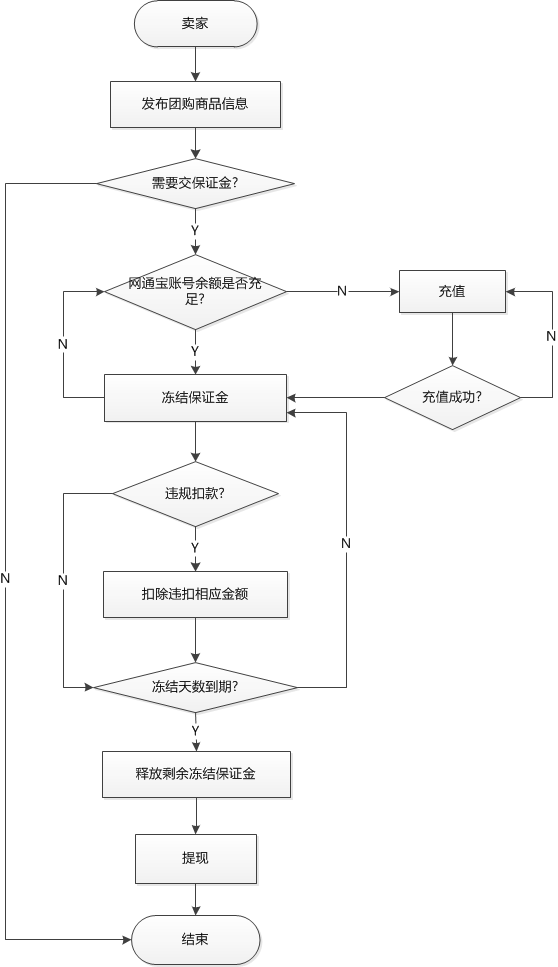 卖家
发布团购商品信息
需要交保证金?
Y
网通宝账号余额是否充
足?
N
充值
N
N
Y
冻结保证金
充值成功?
违规扣款?
Y
N
N
N
扣除违扣相应金额
冻结天数到期?
Y
释放剩余冻结保证金
提现
结束